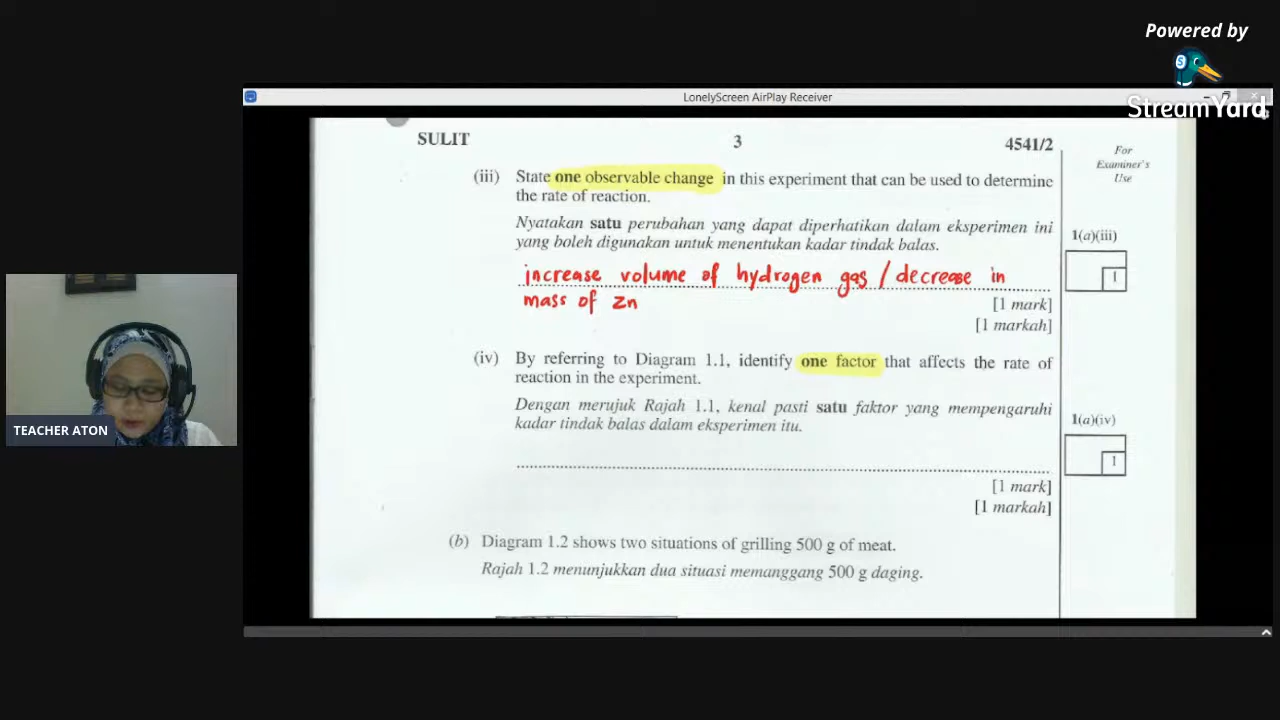 Powered by
StreamYard
LonelyScreen AirPlay Receiver
SULIT
3
4541/2
For
Examiner's
Use
(iii) State one observable change in this experiment that can be used to determine
the rate of reaction.
Nyatakan satu perubahan yang dapat diperhatikan dalam eksperimen ini
yang boleh digunakan untuk menentukan kadar tindak balas.
1(a)(iii)
1
increase volume of hydrogen gas / decrease in
mass of Zn
[1 mark]
[1 markah]
(iv) By referring to Diagram 1.1, identify one factor that affects the rate of
reaction in the experiment.
Dengan merujuk Rajah 1.1, kenal pasti satu faktor yang mempengaruhi
kadar tindak balas dalam eksperimen itu.
1(a)(iv)
1
[1 mark]
[1 markah]
TEACHER ATON
(b) Diagram 1.2 shows two situations of grilling 500 g of meat.
Rajah 1.2 menunjukkan dua situasi memanggang 500 g daging.